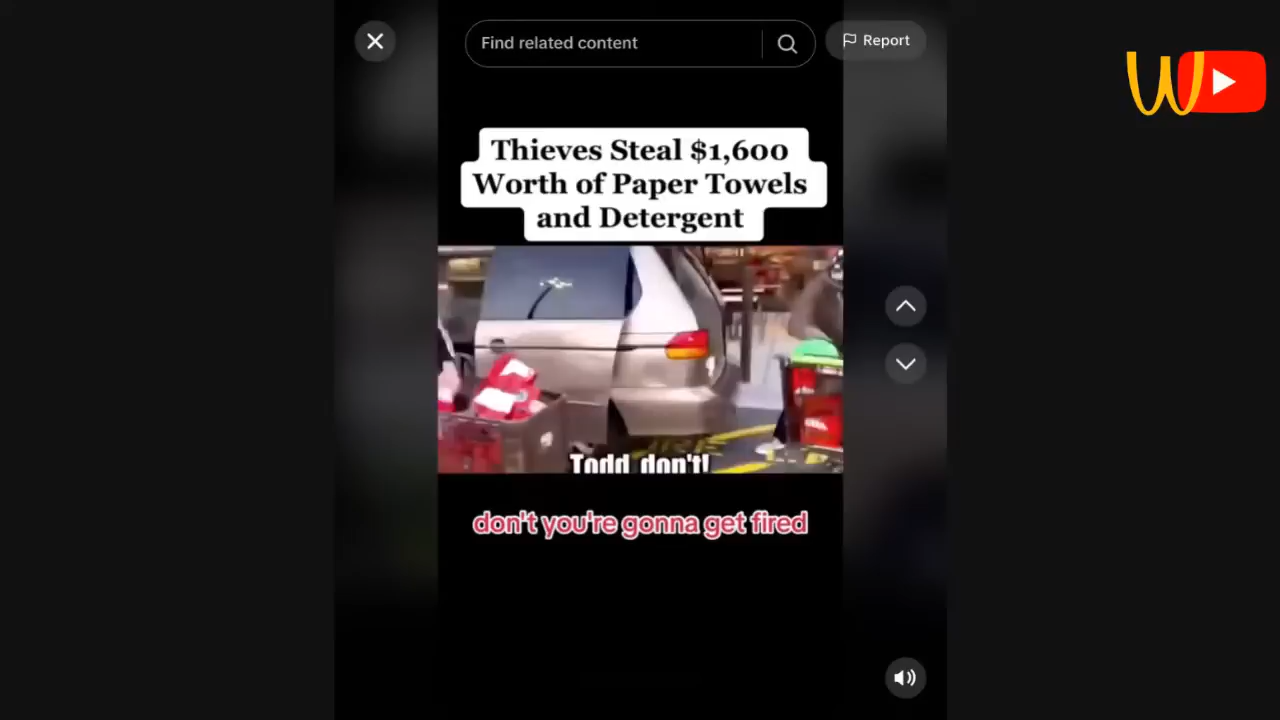 Find related content
Report
W
Thieves Steal $1,600
Worth of Paper Towels
and Detergent
Todd don't!
don't you're gonna get fired